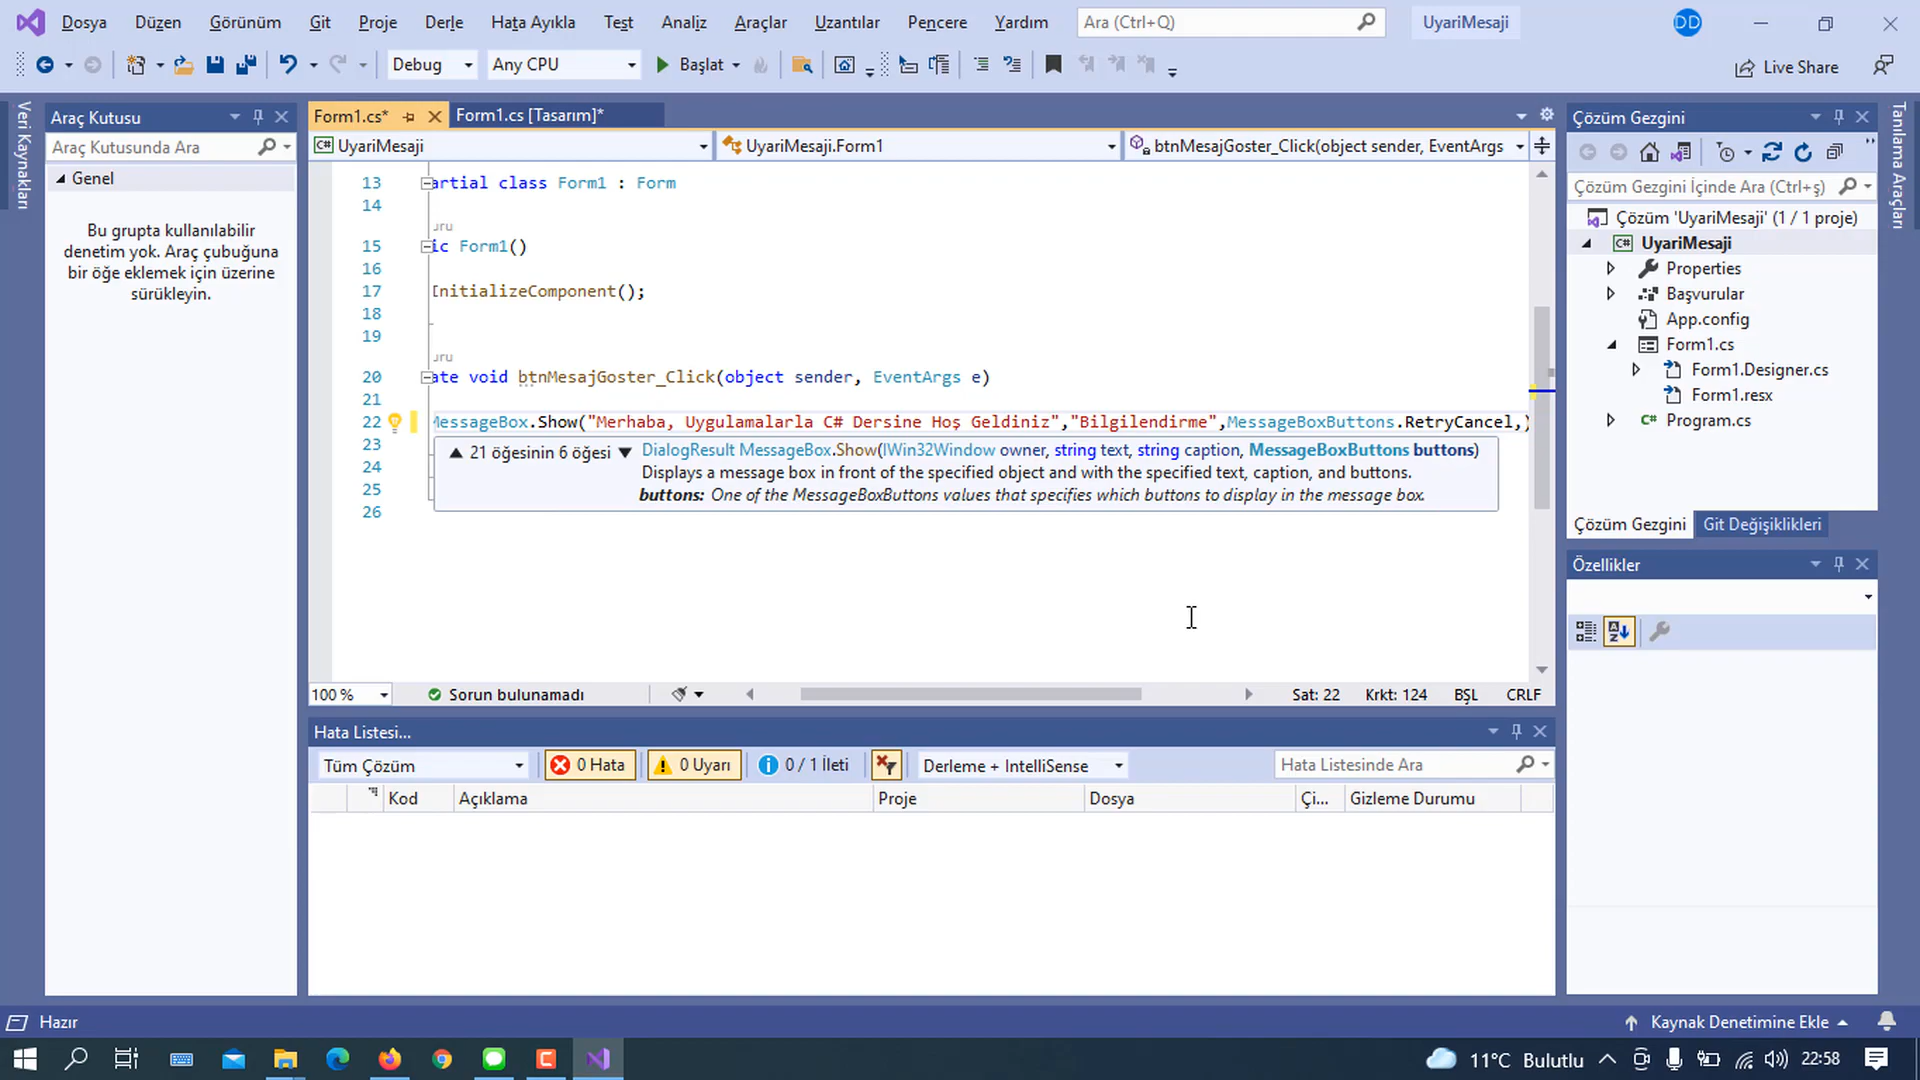 Dosya Düzen Görünüm Git Proje Derle Hata Ayıkla Test Analiz Araçlar Uzantılar Pencere Yardım Ara (Ctrl+Q) UyariMesaji DD
Debug Any CPU Başlat Live Share
Veri Kaynakları
Araç Kutusu
Araç Kutusunda Ara
Genel
Bu grupta kullanılabilir
denetim yok. Araç çubuğuna
bir öğe eklemek için üzerine
sürükleyin.
Form1.cs* Form1.cs [Tasarım]*
UyariMesaji UyariMesaji.Form1 btnMesajGoster_Click(object sender, EventArgs
13 artial class Form1 : Form
14
uru
15 ic Form1()
16
17 InitializeComponent();
18
19
uru
20 ate void btnMesajGoster_Click(object sender, EventArgs e)
21
22 MessageBox.Show("Merhaba, Uygulamalarla C# Dersine Hoş Geldiniz","Bilgilendirme",MessageBoxButtons.RetryCancel,)
23
24
25
26
21 öğesinin 6 öğesi DialogResult MessageBox.Show(IWin32Window owner, string text, string caption, MessageBoxButtons buttons)
Displays a message box in front of the specified object and with the specified text, caption, and buttons.
buttons: One of the MessageBoxButtons values that specifies which buttons to display in the message box.
100 % Sorun bulunamadı Sat: 22 Krkt: 124 BŞL CRLF
Hata Listesi...
Tüm Çözüm 0 Hata 0 Uyarı 0 / 1 İleti Derleme + IntelliSense Hata Listesinde Ara
Kod Açıklama Proje Dosya Çi... Gizleme Durumu
Çözüm Gezgini
Çözüm Gezgini İçinde Ara (Ctrl+ş)
Çözüm 'UyariMesaji' (1 / 1 proje)
C# UyariMesaji
Properties
Başvurular
App.config
Form1.cs
Form1.Designer.cs
Form1.resx
C# Program.cs
Çözüm Gezgini Git Değişiklikleri
Özellikler
Tanılama Araçları
Hazır Kaynak Denetimine Ekle
11°C Bulutlu 22:58